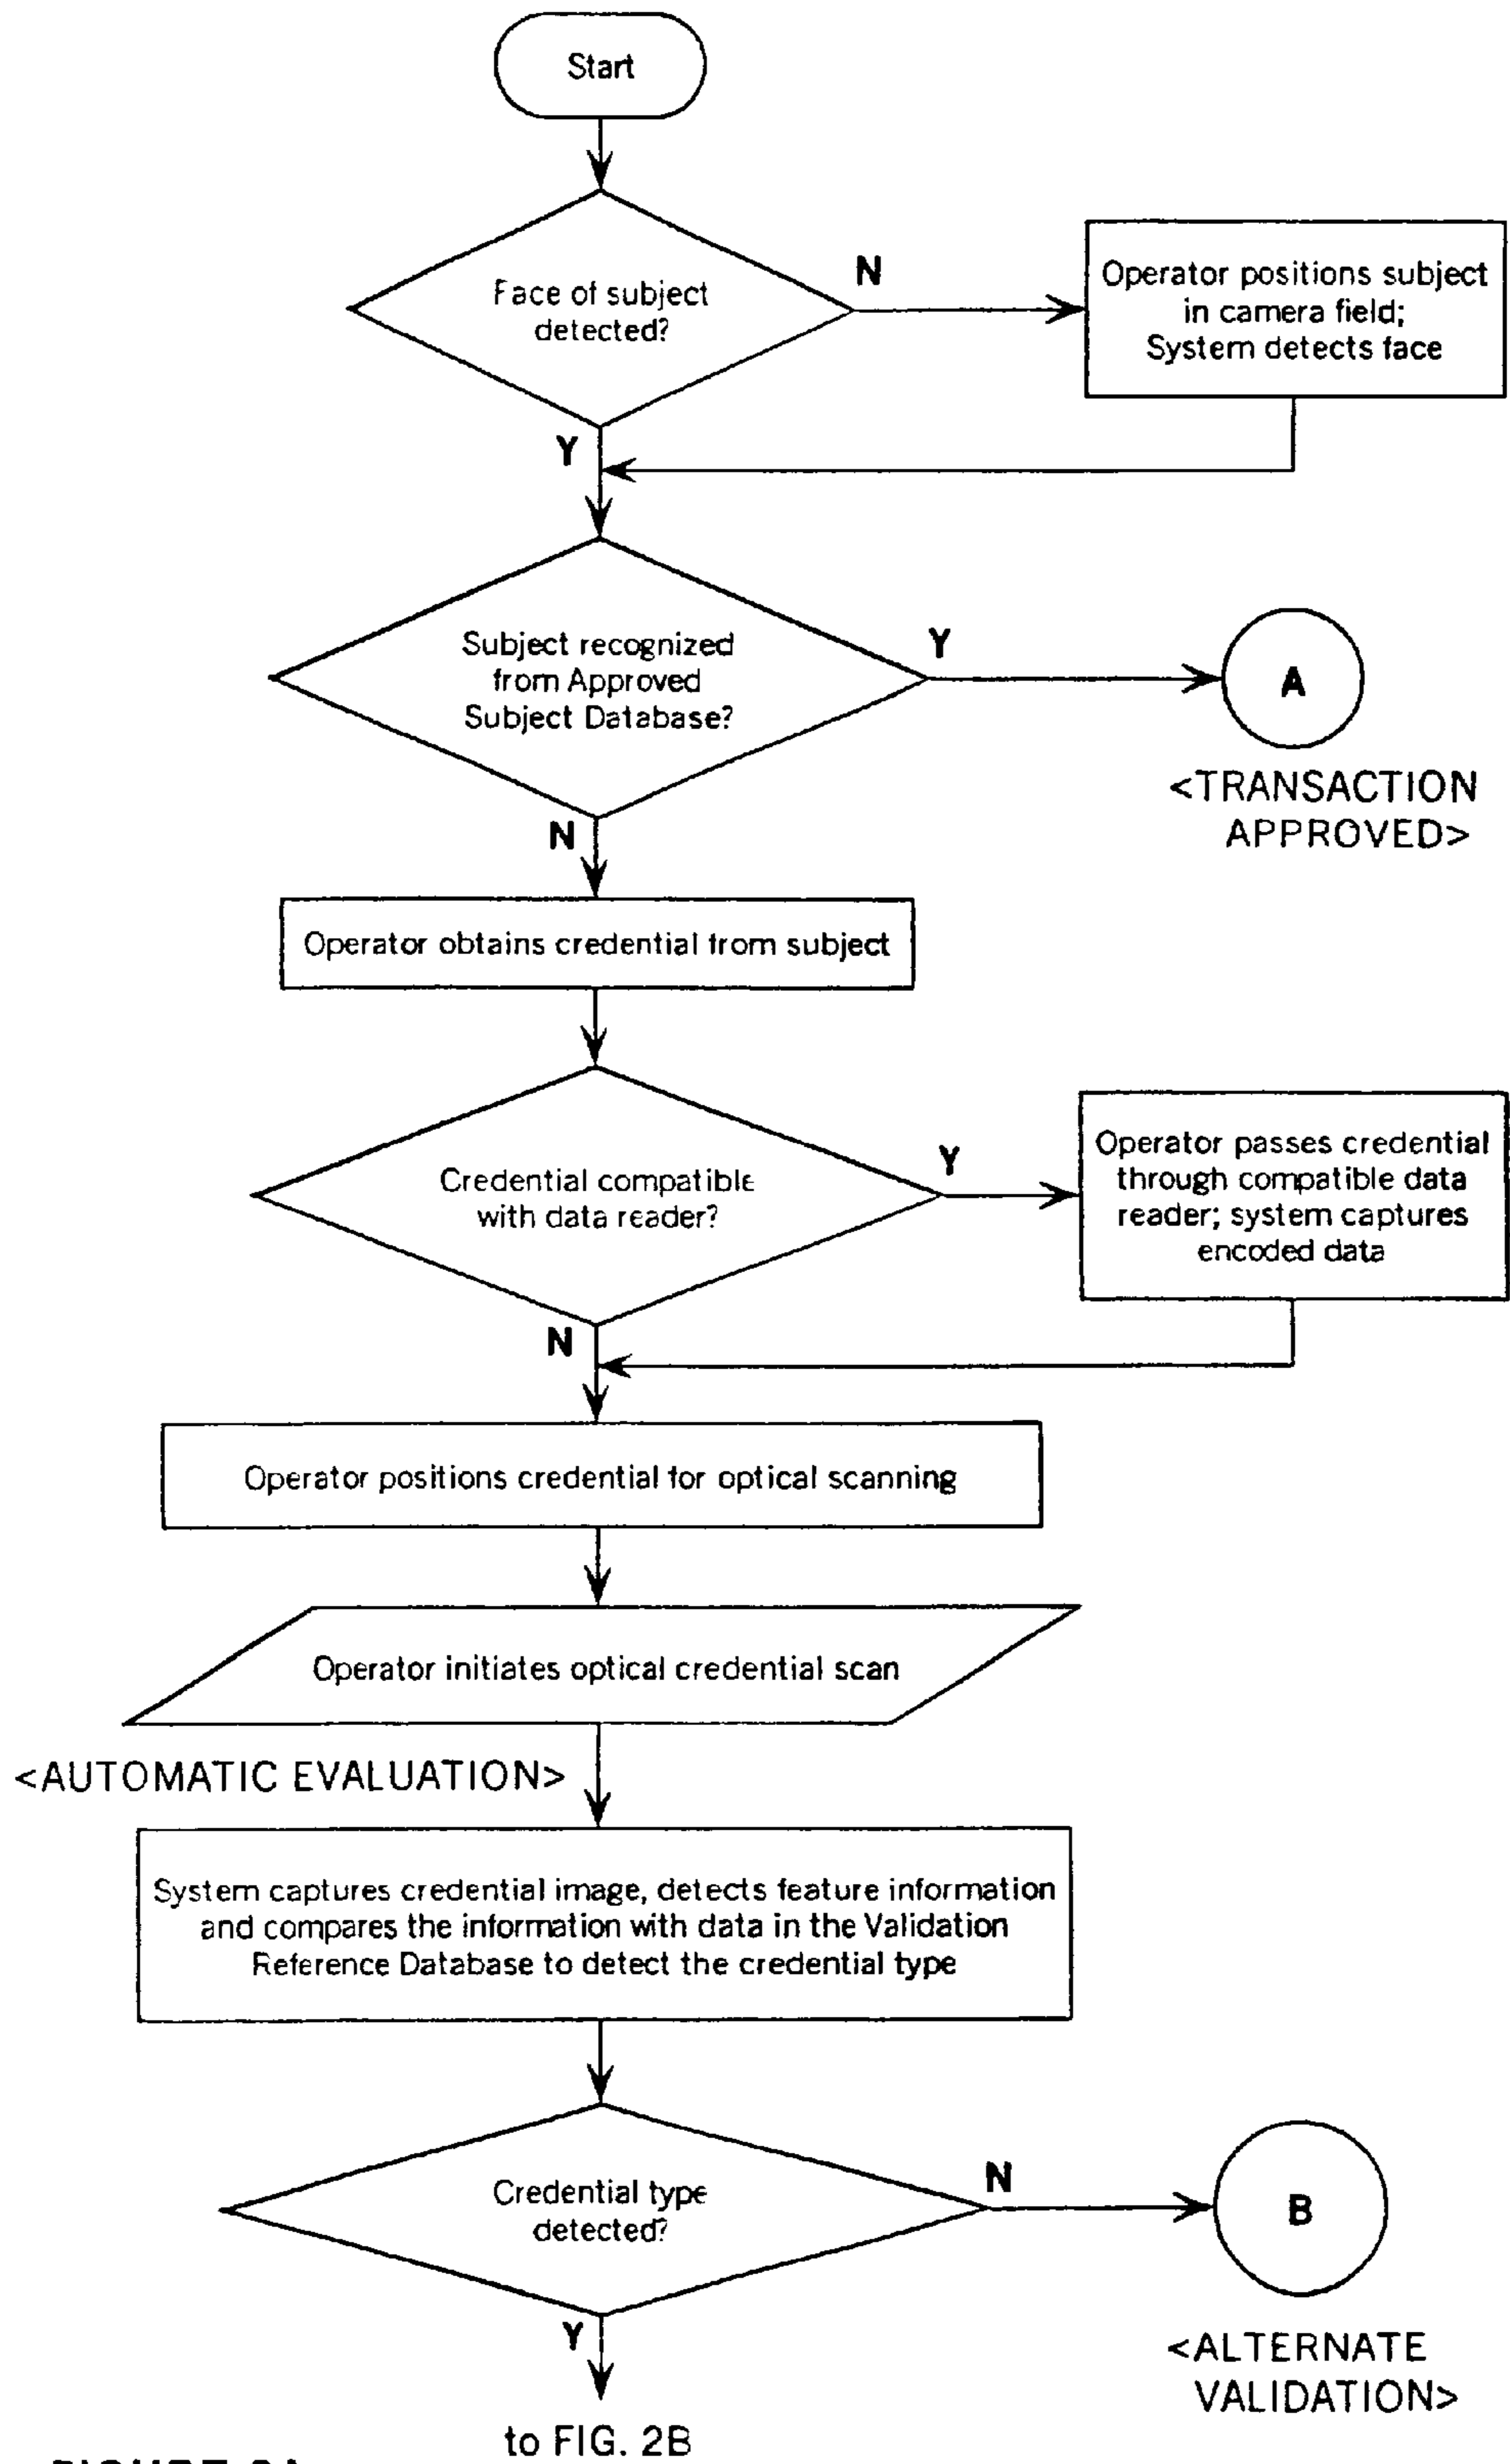 Start
Face of subject
detected?
N
Operator positions subject
in camera field;
System detects face
Y
Subject recognized
from Approved
Subject Database?
Y
A
<TRANSACTION
APPROVED>
N
Operator obtains credential from subject
Credential compatible
with data reader?
Y
Operator passes credential
through compatible data
reader; system captures
encoded data
N
Operator positions credential for optical scanning
Operator initiates optical credential scan
<AUTOMATIC EVALUATION>
System captures credential image, detects feature information
and compares the information with data in the Validation
Reference Database to detect the credential type
Credential type
detected?
N
B
<ALTERNATE
VALIDATION>
Y
to FIG. 2B